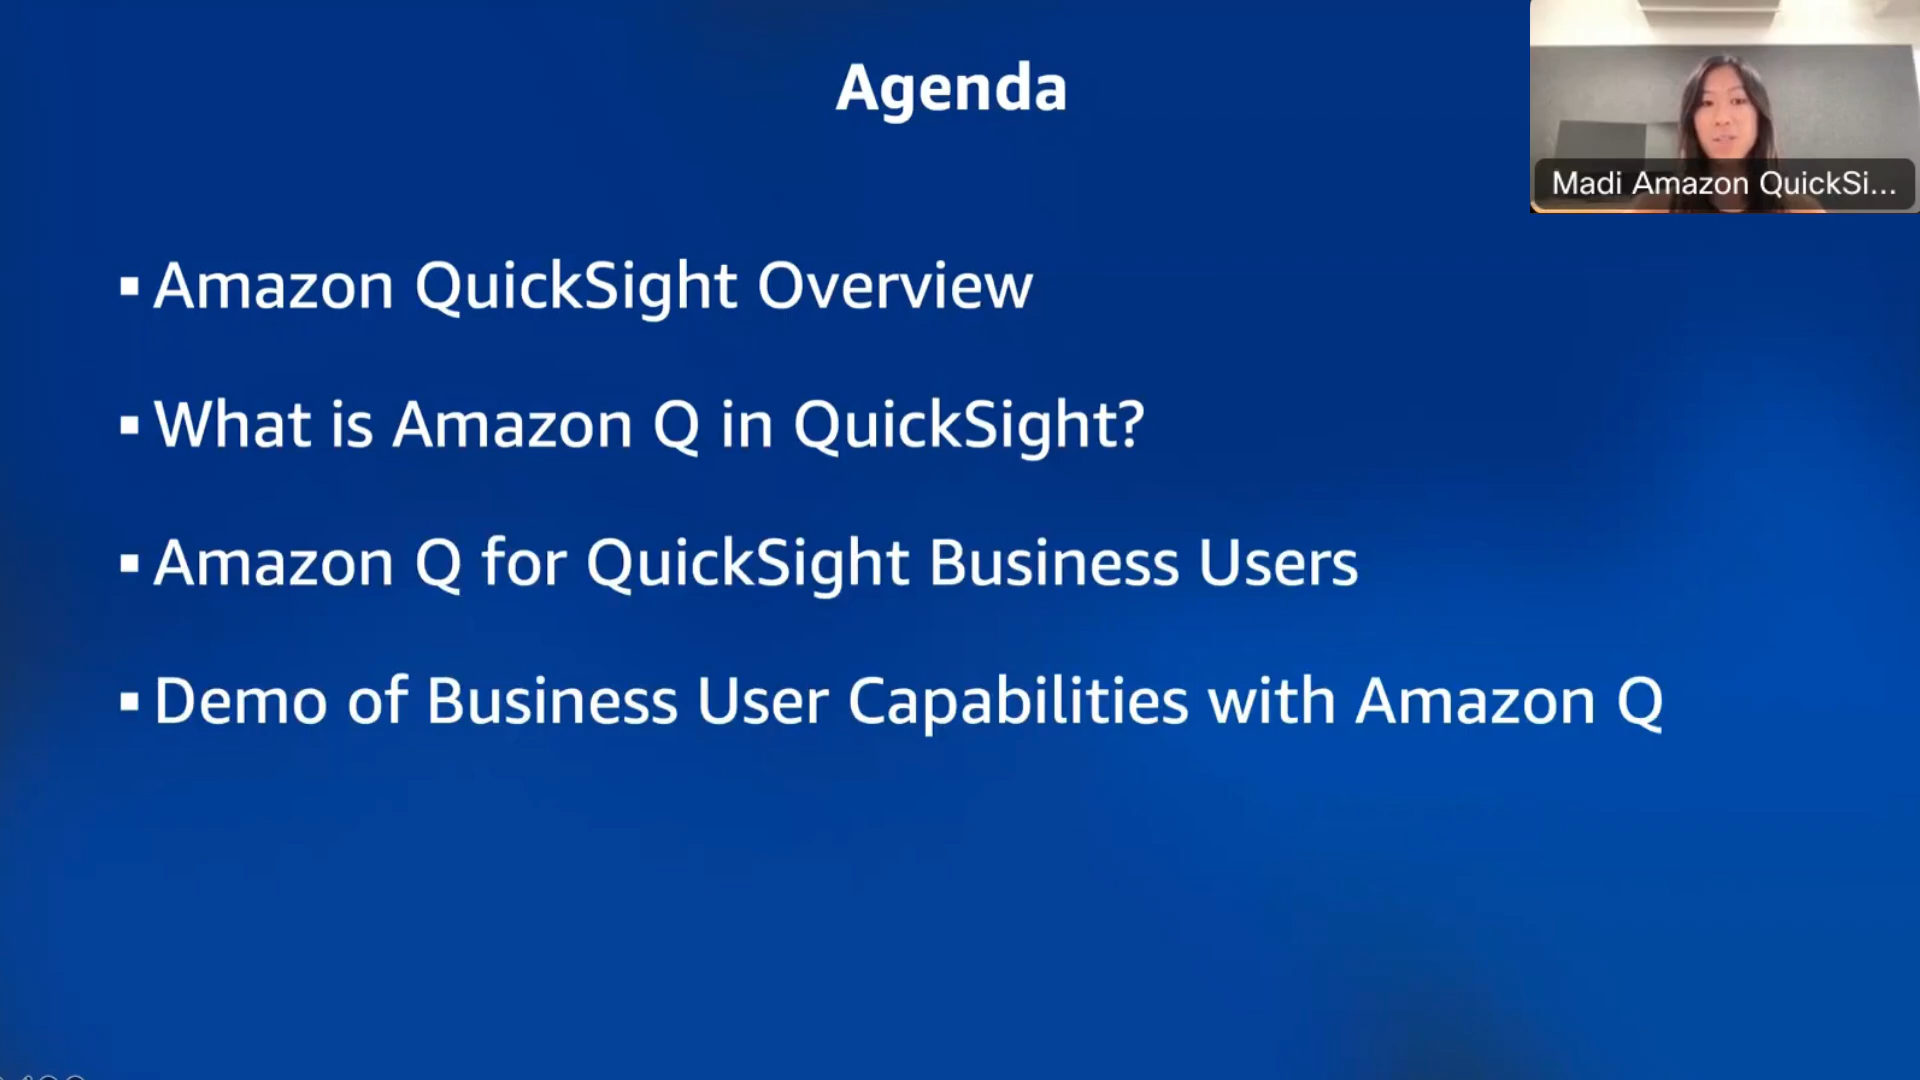 Agenda
Madi Amazon QuickSi...
▪ Amazon QuickSight Overview
▪ What is Amazon Q in QuickSight?
▪ Amazon Q for QuickSight Business Users
▪ Demo of Business User Capabilities with Amazon Q